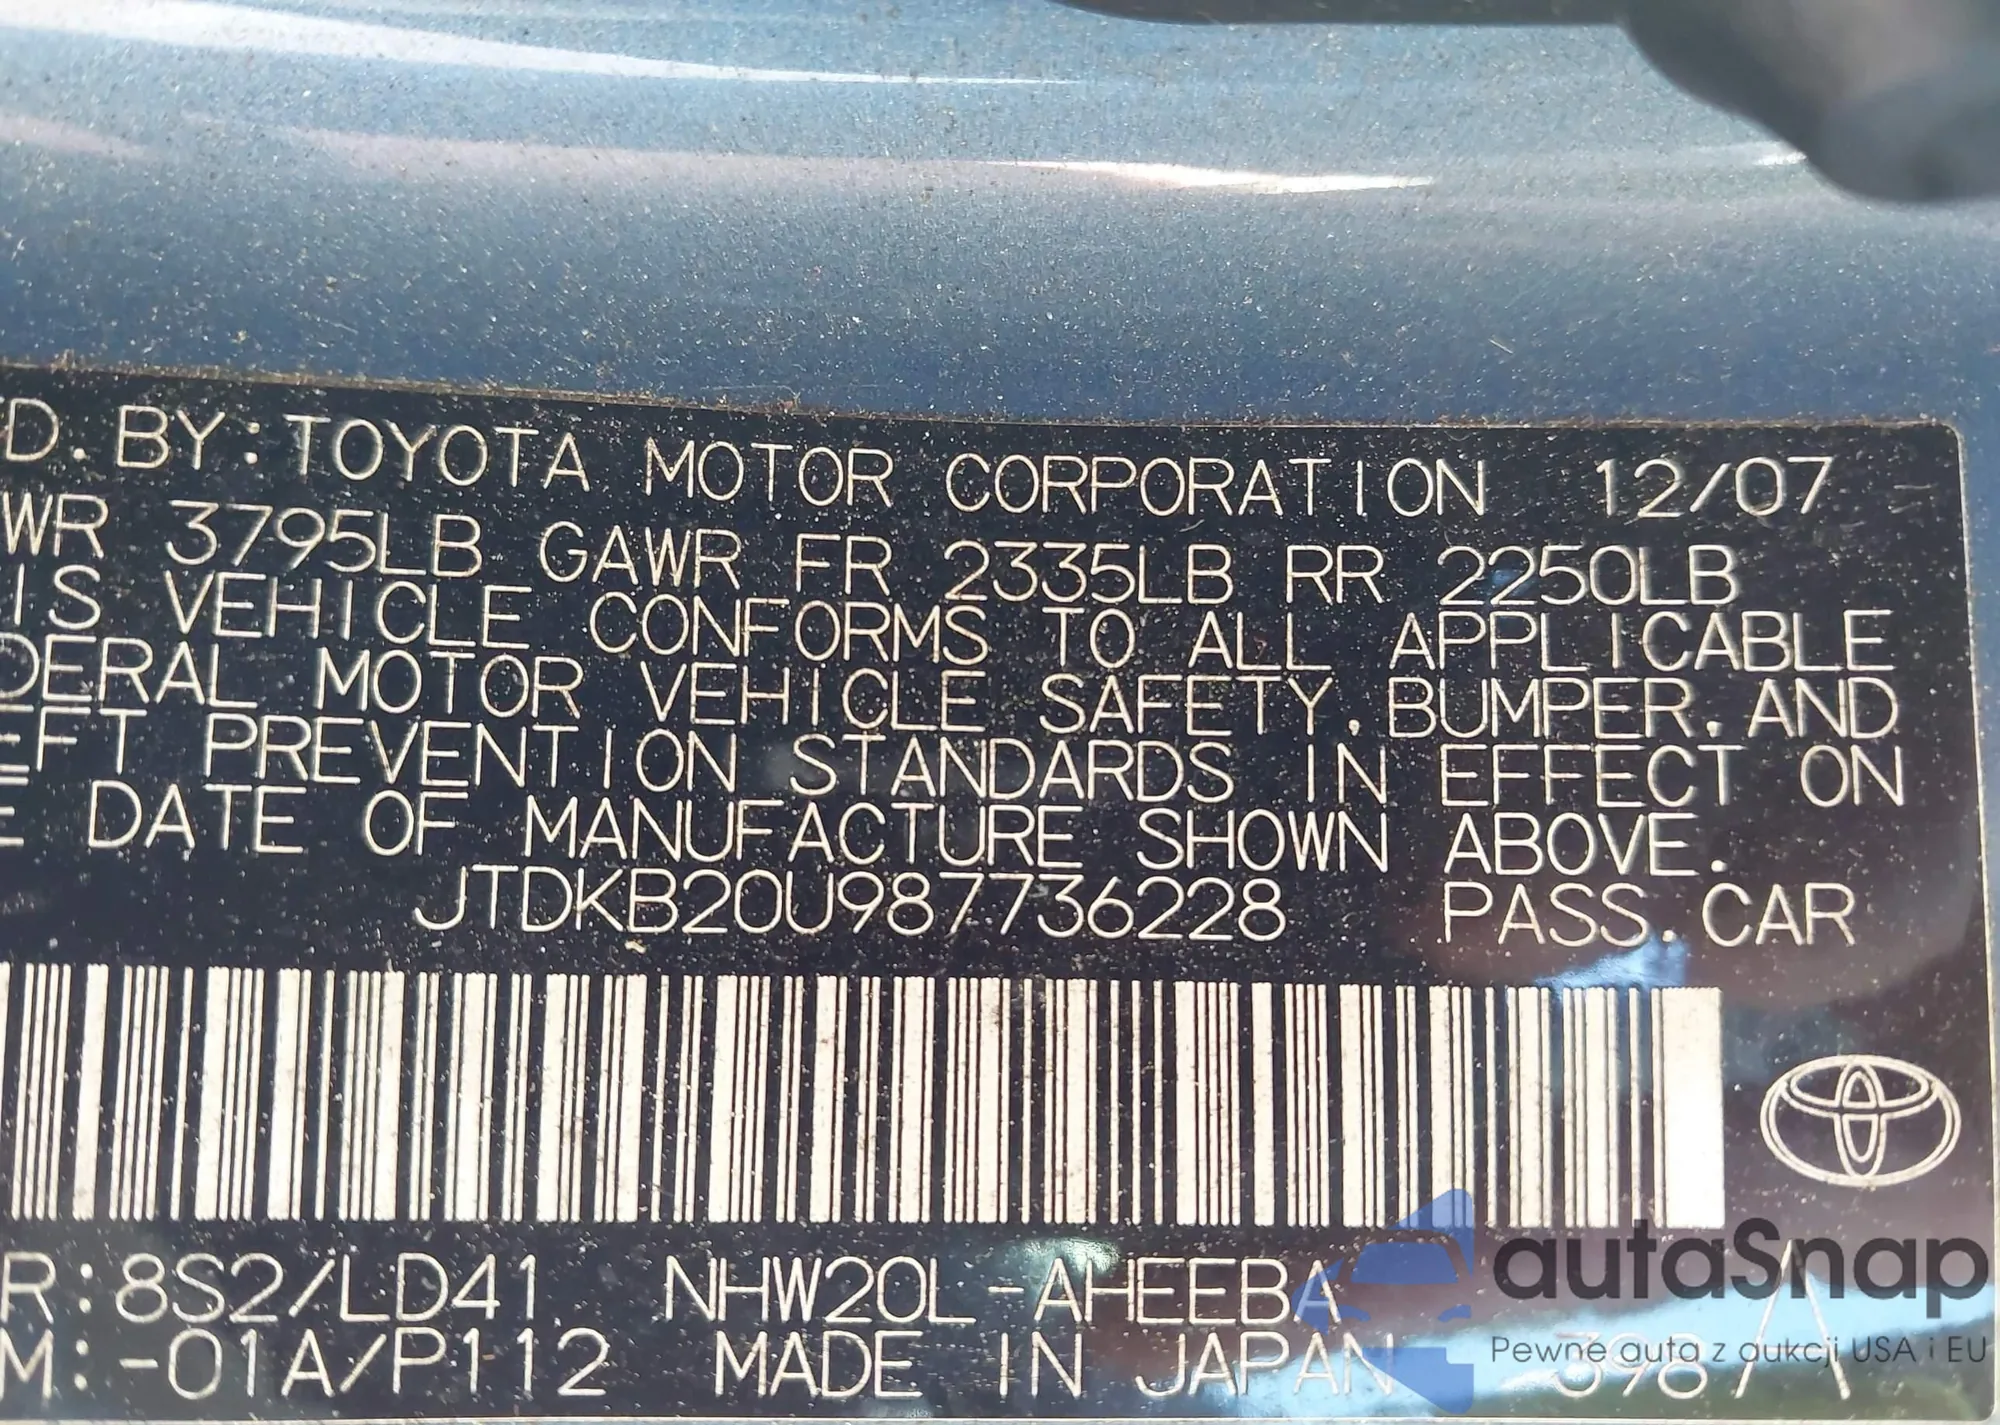 D. BY: TOYOTA MOTOR CORPORATION 12/07
WR 3795LB GAWR FR 2335LB RR 2250LB
IS VEHICLE CONFORMS TO ALL APPLICABLE
DERAL MOTOR VEHICLE SAFETY, BUMPER, AND
EFT PREVENTION STANDARDS IN EFFECT ON
E DATE OF MANUFACTURE SHOWN ABOVE.
JTDKB20U987736228 PASS. CAR
R: 8S2/LD41 NHW20L-AHEEBA
M: -01A/P112 MADE IN JAPAN 398
autaSnap
Pewne auta z aukcji USA i EU